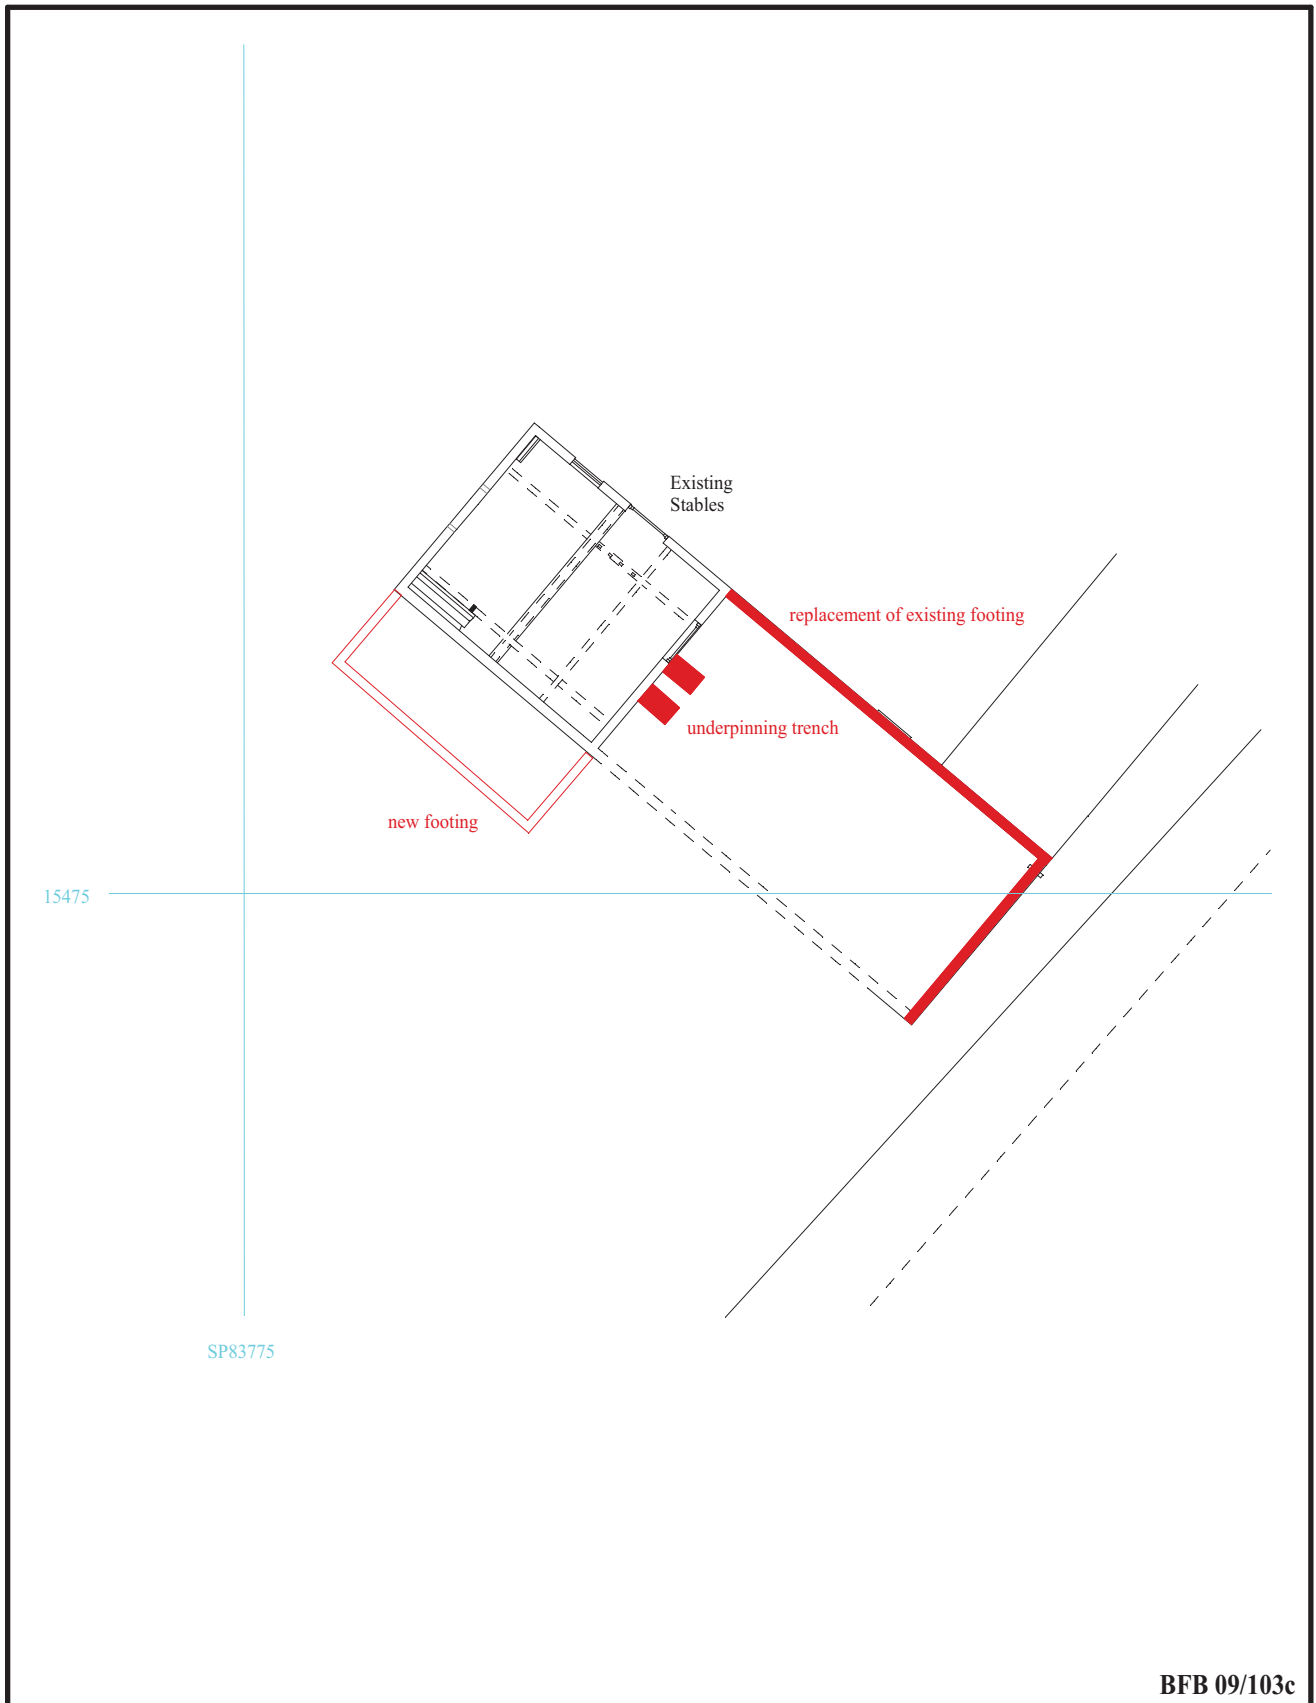 Existing
Stables
replacement of existing footing
underpinning trench
new footing
15475
SP83775
BFB 09/103c